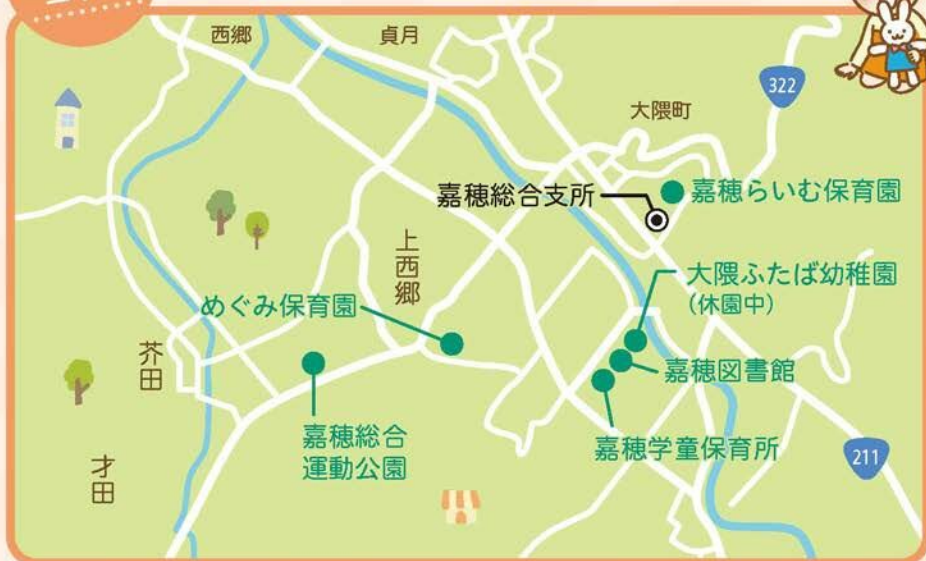 西郷
貞月
322
大隈町
嘉穂総合支所
嘉穂らいむ保育園
上西郷
大隈ふたば幼稚園
(休園中)
めぐみ保育園
芥田
嘉穂図書館
嘉穂総合
運動公園
嘉穂学童保育所
211
才田